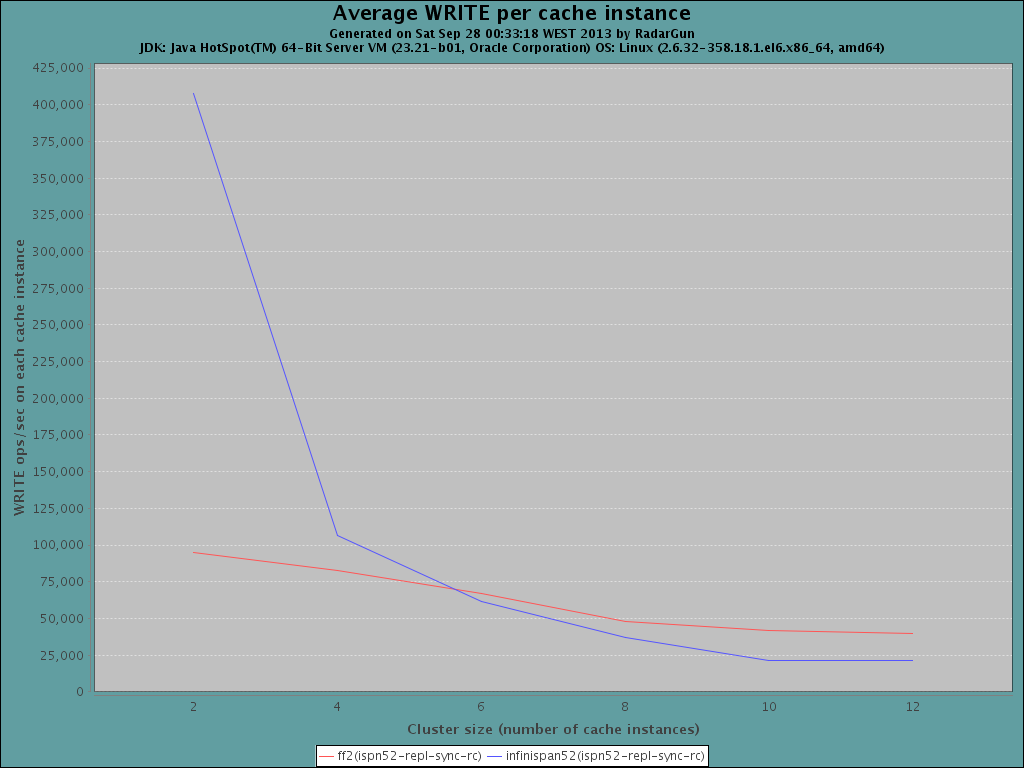 Average WRITE per cache instance
Generated on Sat Sep 28 00:33:18 WEST 2013 by RadarGun
JDK: Java HotSpot(TM) 64-Bit Server VM (23.21-b01, Oracle Corporation) OS: Linux (2.6.32-358.18.1.el6.x86_64, amd64)
WRITE ops/sec on each cache instance
425,000
400,000
375,000
350,000
325,000
300,000
275,000
250,000
225,000
200,000
175,000
150,000
125,000
100,000
75,000
50,000
25,000
0
2 4 6 8 10 12
Cluster size (number of cache instances)
ff2(ispn52-repl-sync-rc) infinispan52(ispn52-repl-sync-rc)